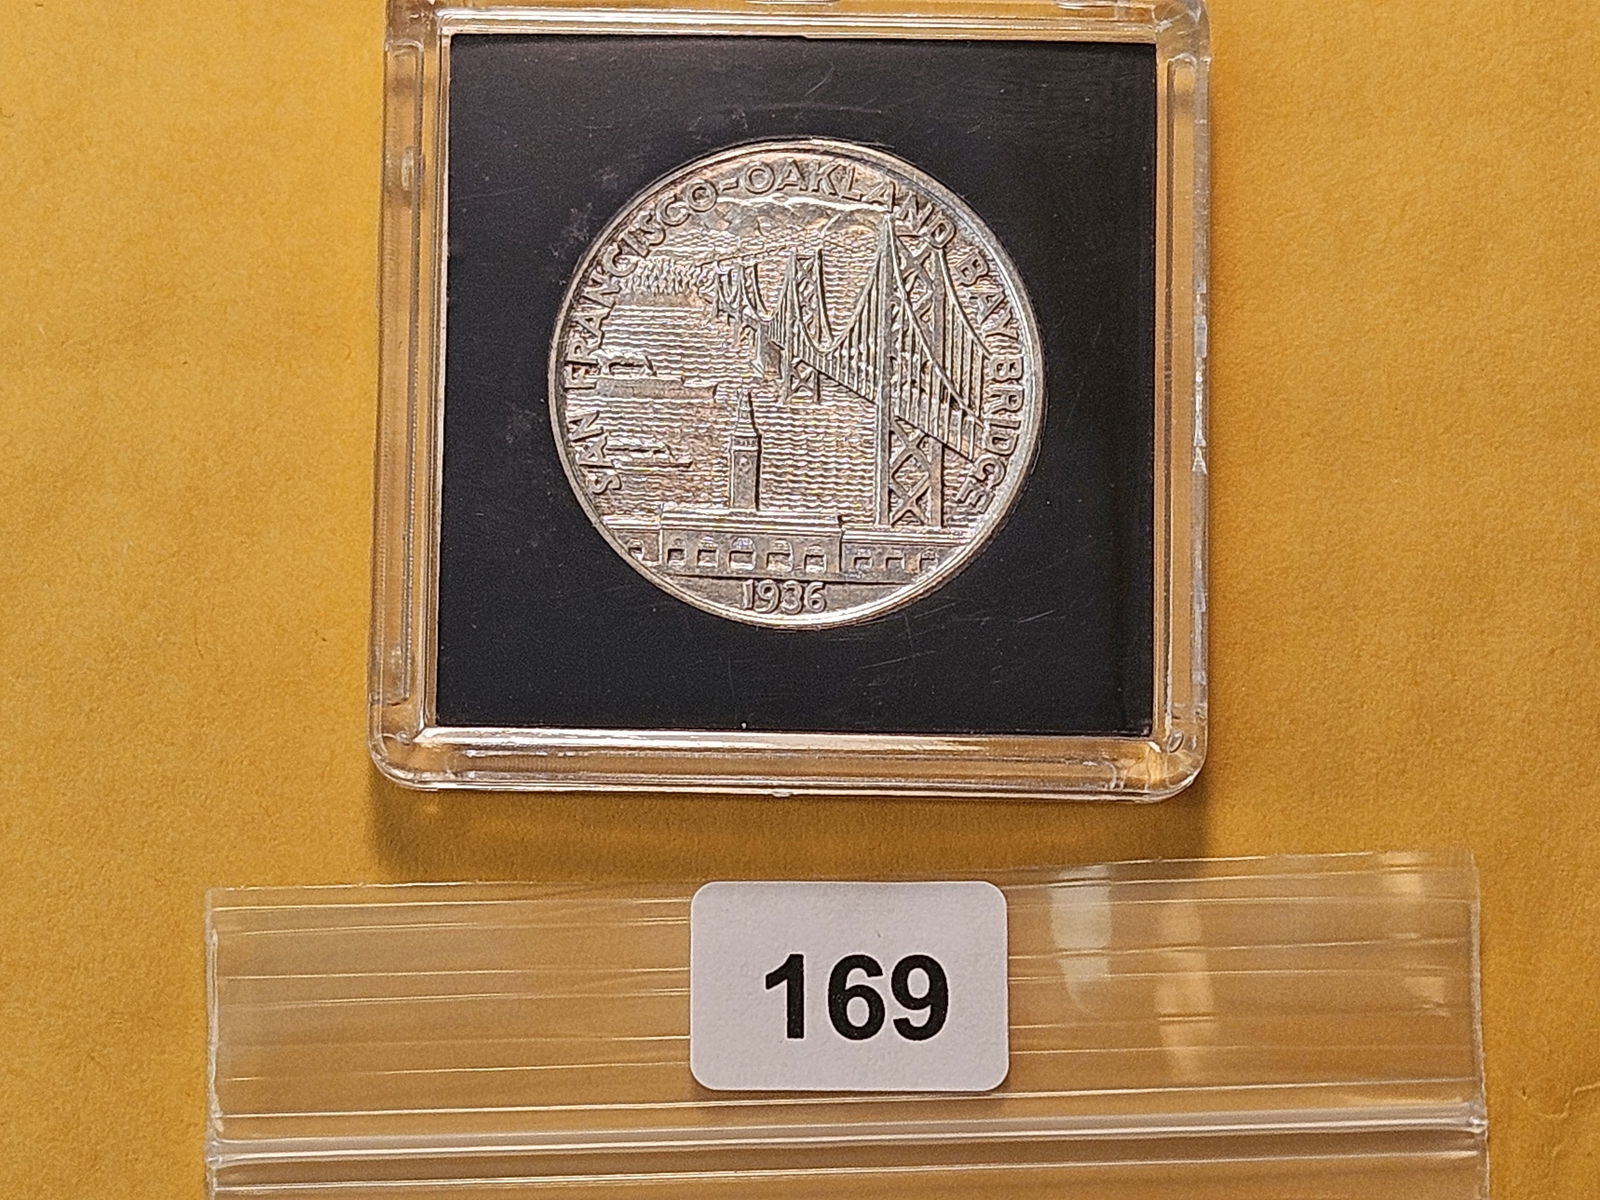 SAN FRANCISCO-OAKLAND BAY BRIDGE
1936
169